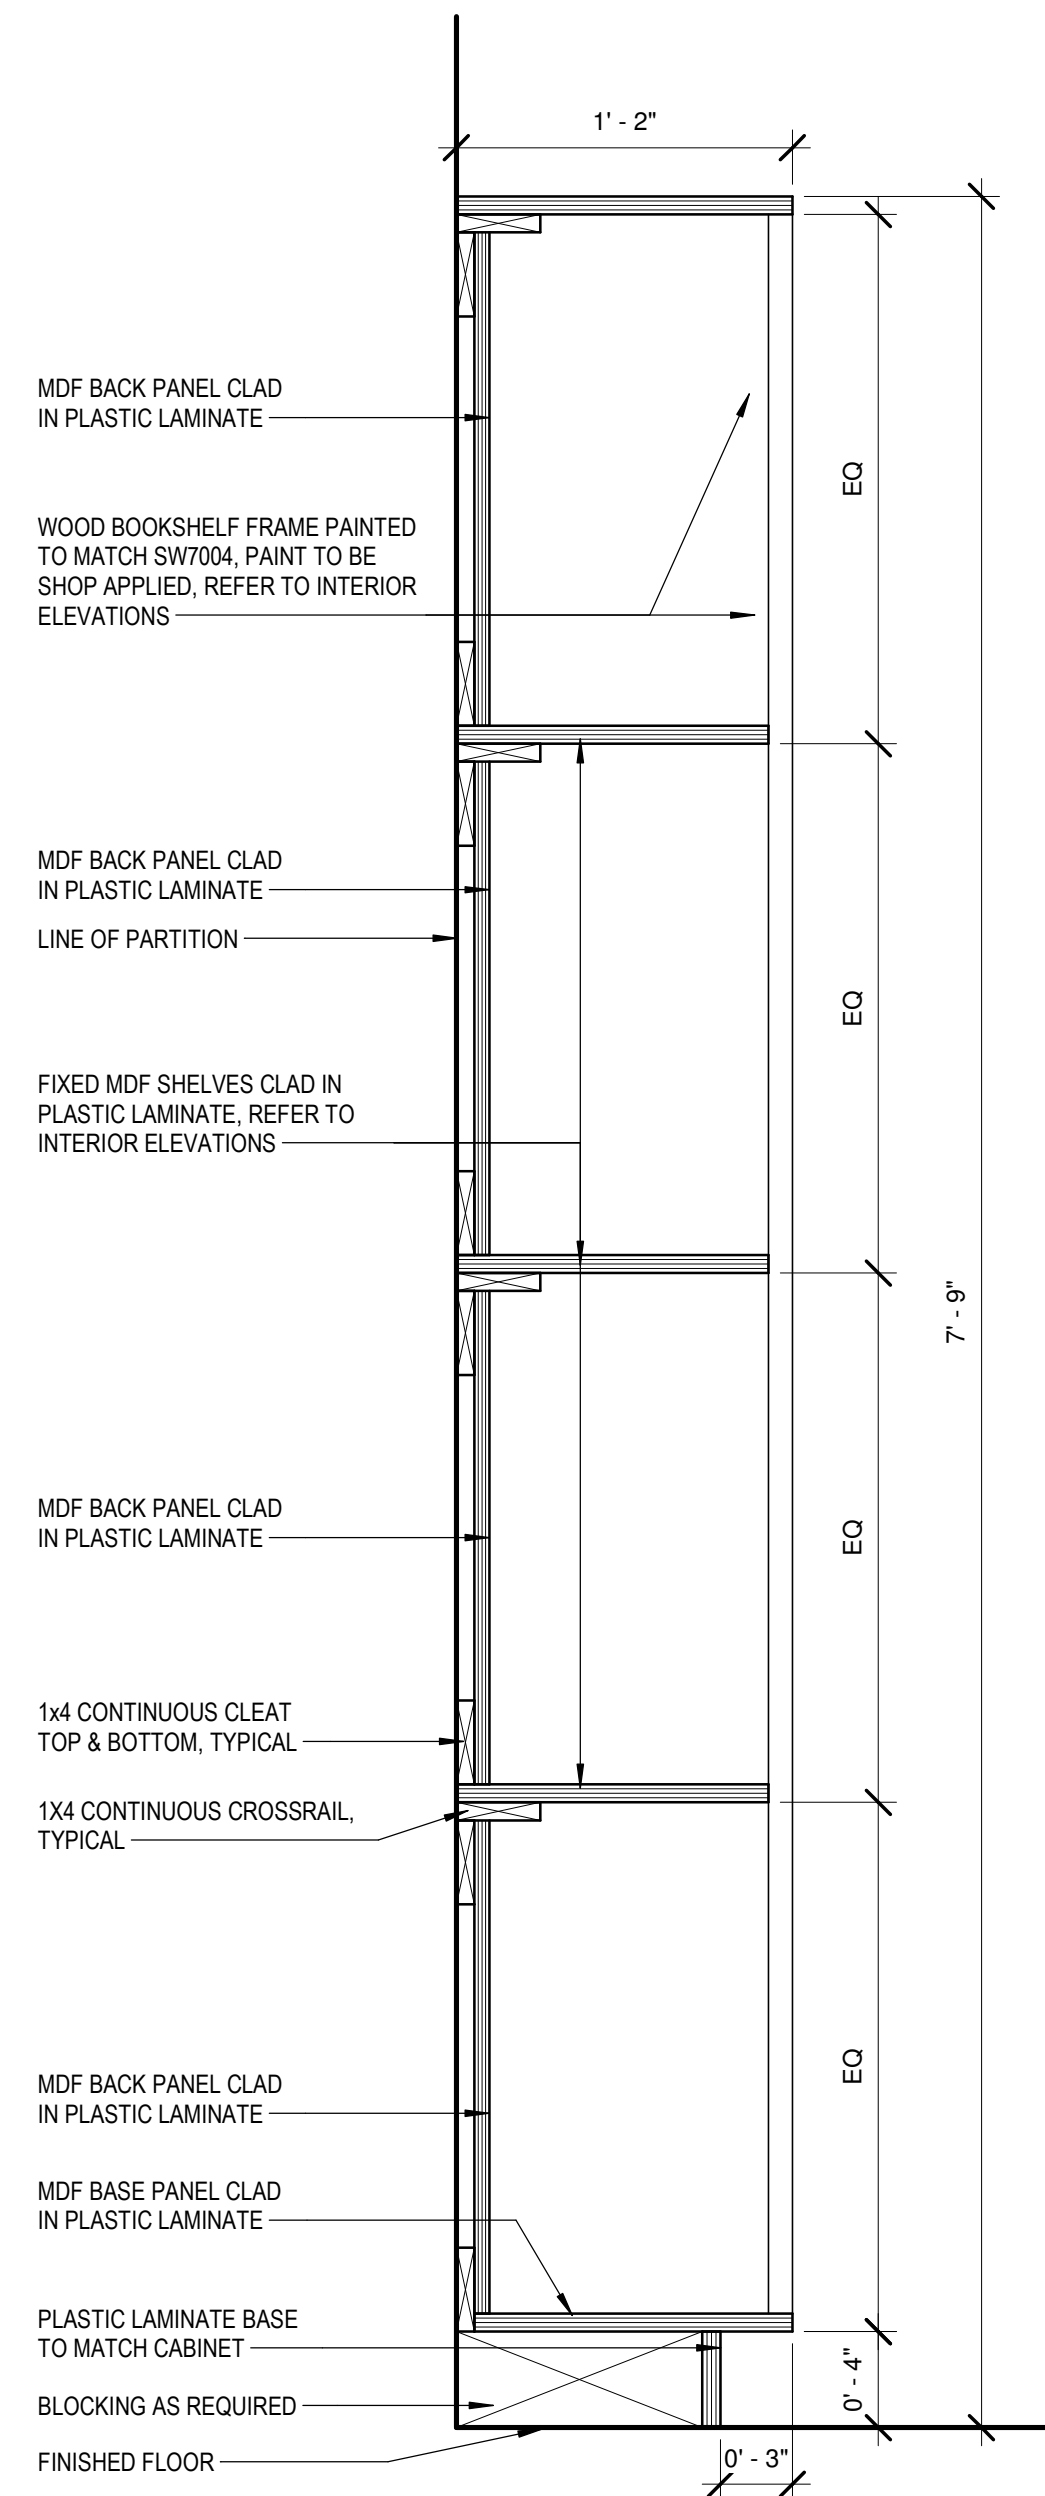 1' - 2"
MDF BACK PANEL CLAD
IN PLASTIC LAMINATE
EQ
WOOD BOOKSHELF FRAME PAINTED
TO MATCH SW7004, PAINT TO BE
SHOP APPLIED, REFER TO INTERIOR
ELEVATIONS
MDF BACK PANEL CLAD
IN PLASTIC LAMINATE
LINE OF PARTITION
EQ
FIXED MDF SHELVES CLAD IN
PLASTIC LAMINATE, REFER TO
INTERIOR ELEVATIONS
7' - 9"
MDF BACK PANEL CLAD
IN PLASTIC LAMINATE
EQ
1x4 CONTINUOUS CLEAT
TOP & BOTTOM, TYPICAL
1X4 CONTINUOUS CROSSRAIL,
TYPICAL
EQ
MDF BACK PANEL CLAD
IN PLASTIC LAMINATE
MDF BASE PANEL CLAD
IN PLASTIC LAMINATE
PLASTIC LAMINATE BASE
TO MATCH CABINET
0' - 4"
BLOCKING AS REQUIRED
FINISHED FLOOR
0' - 3"